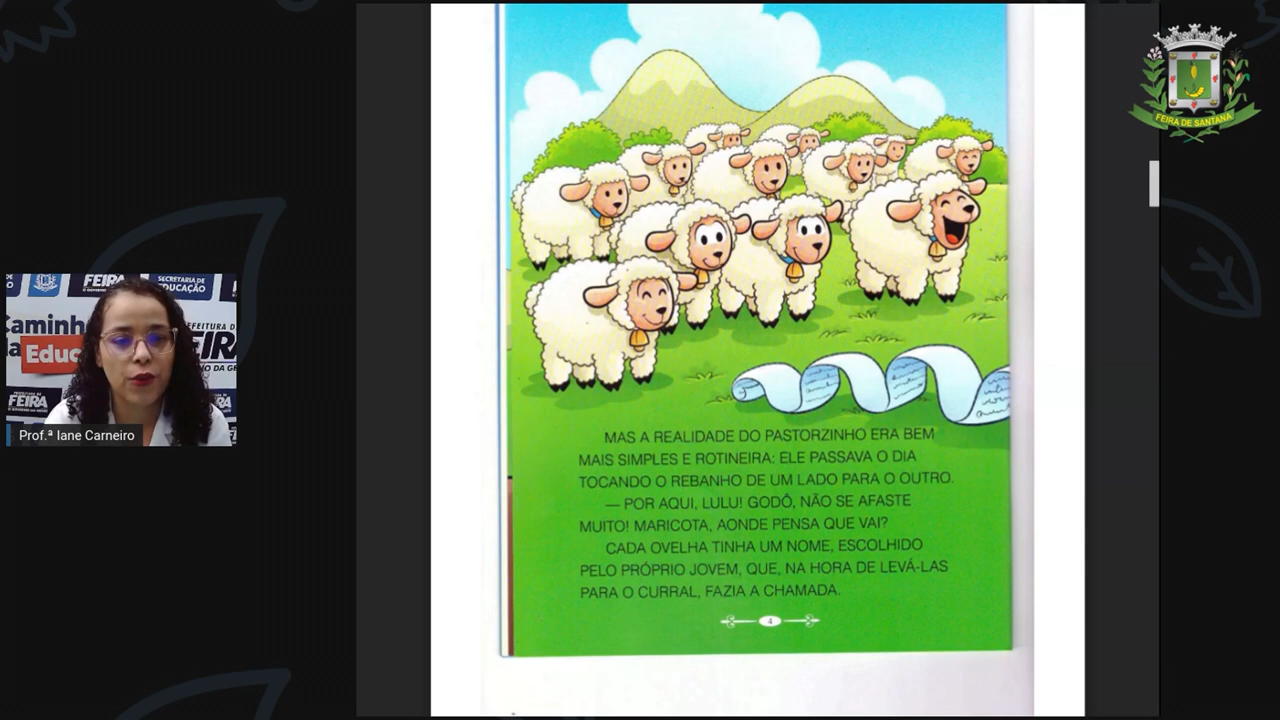 FEIRA DE SANTANA
MAS A REALIDADE DO PASTORZINHO ERA BEM
MAIS SIMPLES E ROTINEIRA: ELE PASSAVA O DIA
TOCANDO O REBANHO DE UM LADO PARA O OUTRO.
— POR AQUI, LULU! GODÔ, NÃO SE AFASTE
MUITO! MARICOTA, AONDE PENSA QUE VAI?
CADA OVELHA TINHA UM NOME, ESCOLHIDO
PELO PRÓPRIO JOVEM, QUE, NA HORA DE LEVÁ-LAS
PARA O CURRAL, FAZIA A CHAMADA.
4
FEIRA
SECRETARIA DE
EDUCAÇÃO
Caminh
Educ
FEIRA
FEIRA
Prof.ª Iane Carneiro